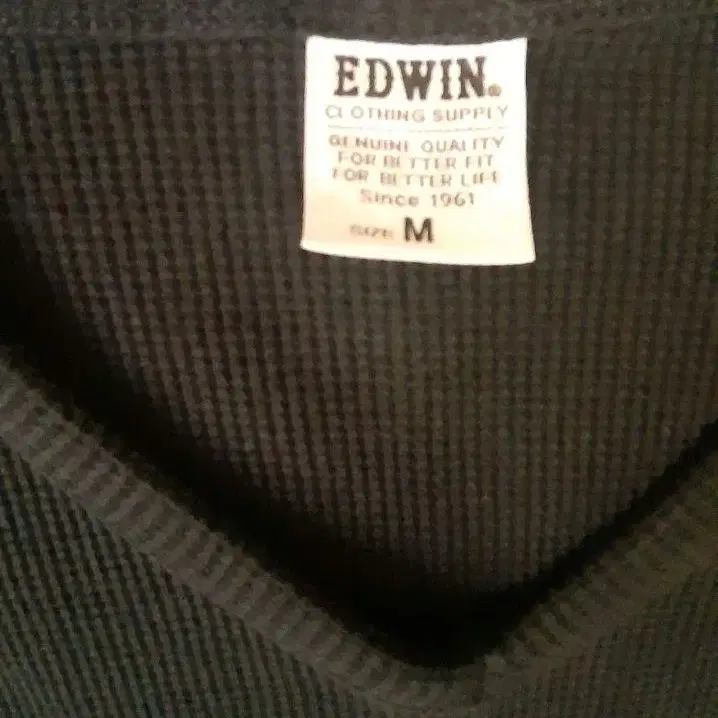 EDWIN®
CLOTHING SUPPLY
GENUINE QUALITY
FOR BETTER FIT
FOR BETTER LIFE
Since 1961
SIZE: M